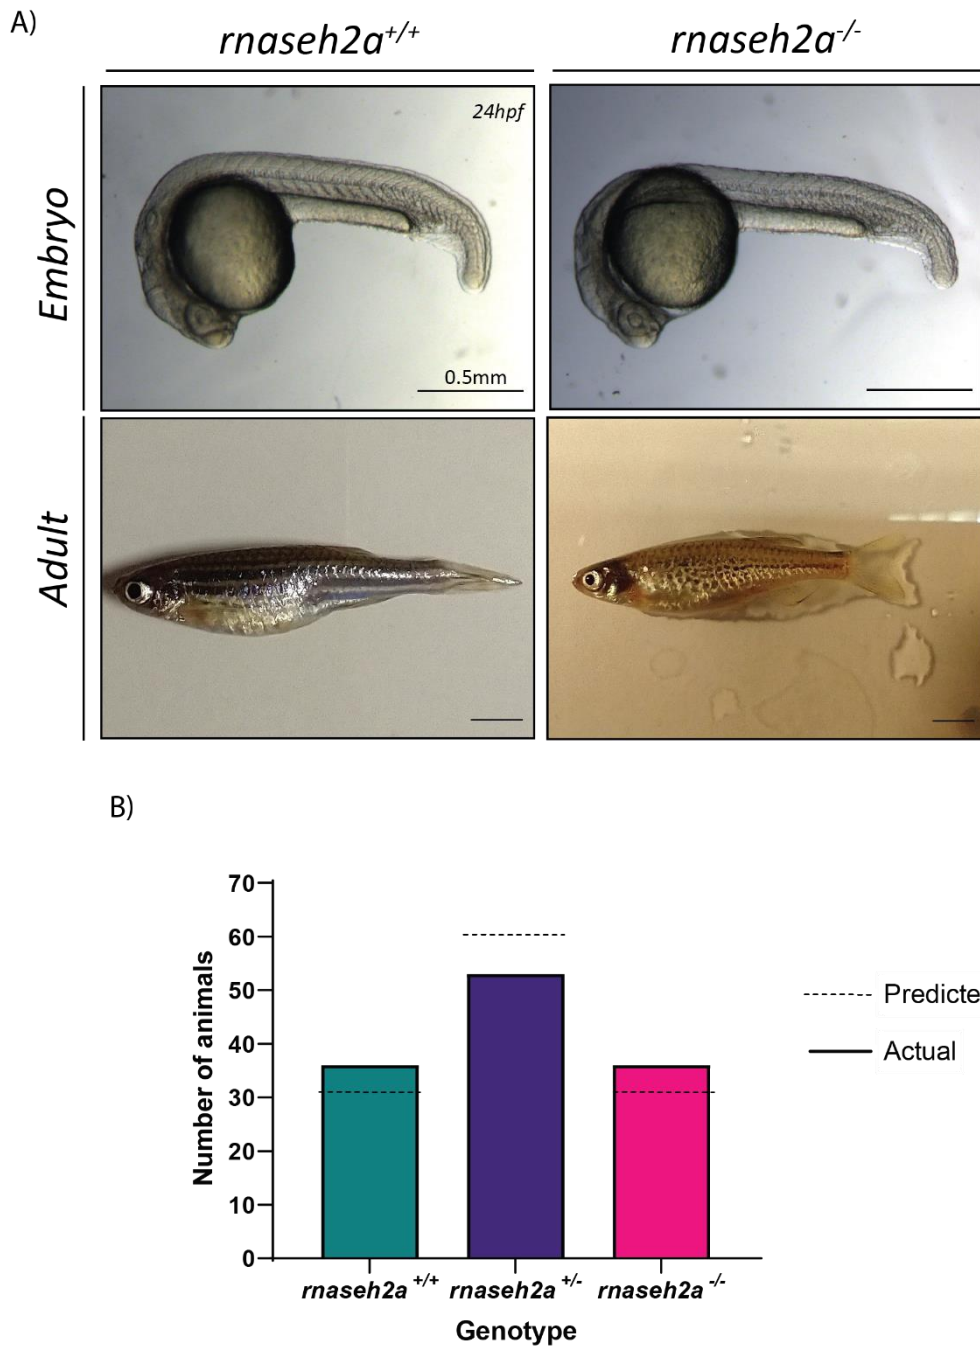 A)
rnaseh2a+/+
rnaseh2a-/-
Embryo
24hpf
0.5mm
Adult
B)
Number of animals
70
60
50
40
30
20
10
0
rnaseh2a +/+
rnaseh2a +/-
rnaseh2a -/-
Genotype
Predicte
Actual